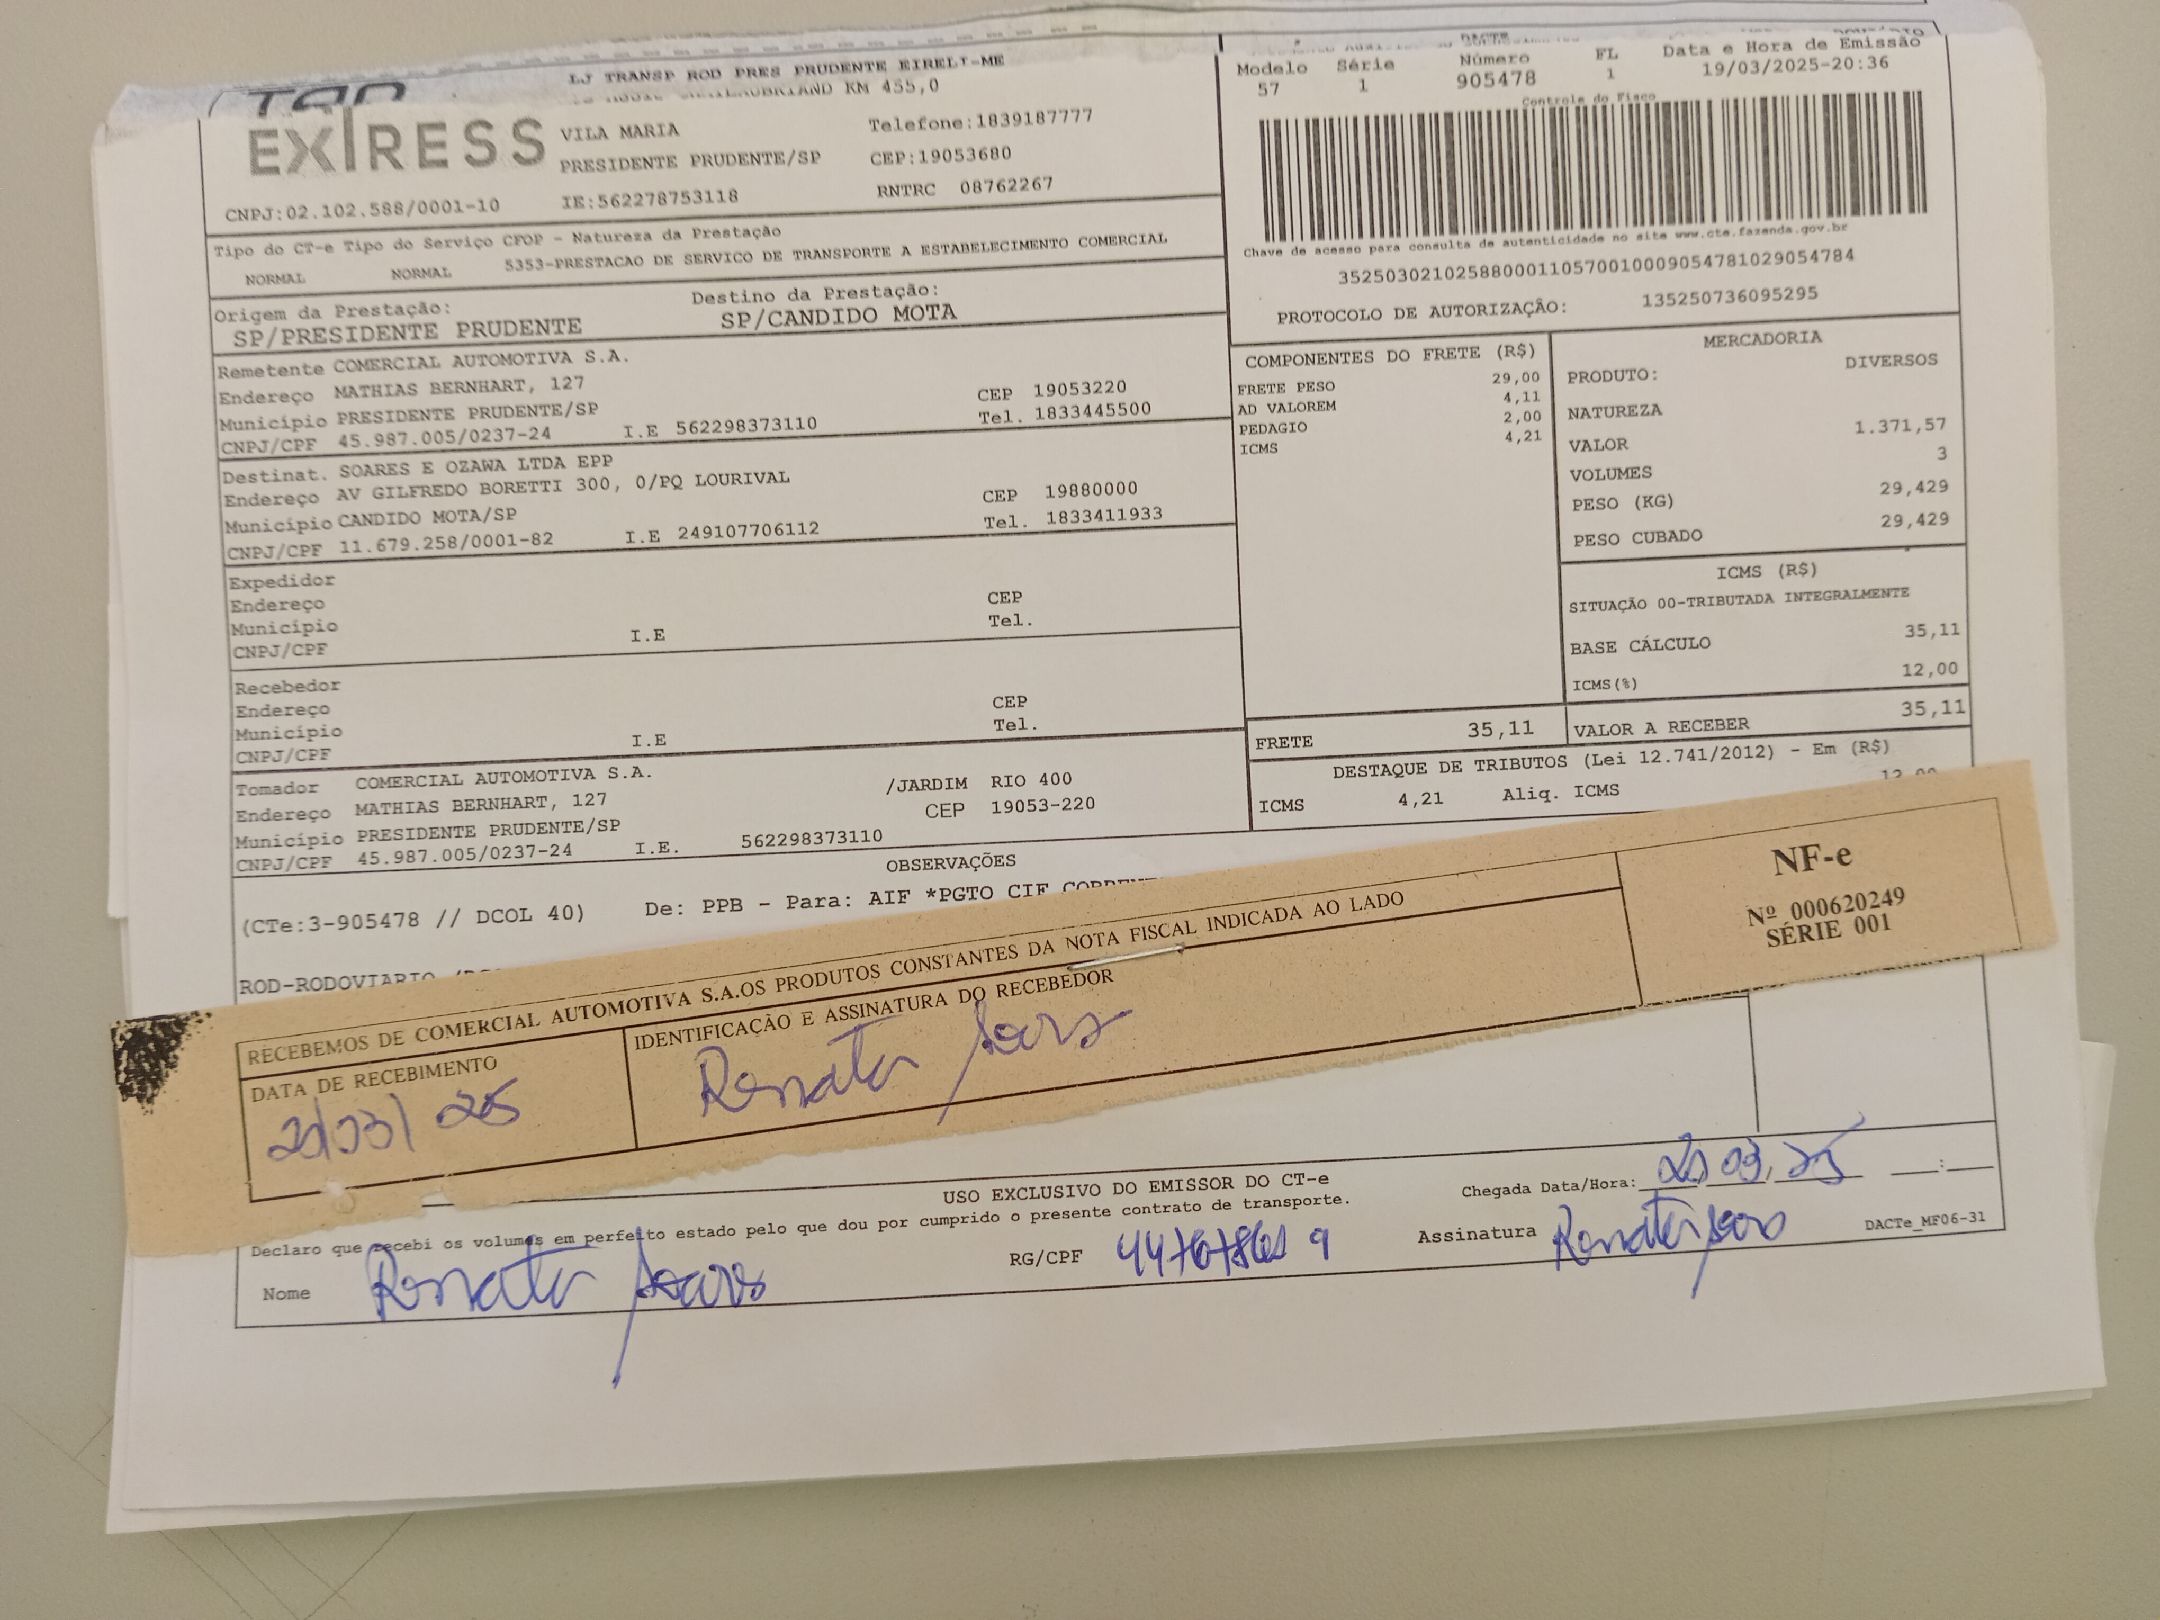 EXPRESS
LJ TRANSP ROD PRES PRUDENTE EIRELI-ME
KM 455,0
VILA MARIA Telefone:1839187777
PRESIDENTE PRUDENTE/SP CEP:19053680
CNPJ:02.102.588/0001-10 IE:562278753118 RNTRC 08762267
DACTE
Modelo Série Número FL Data e Hora de Emissão
57 1 905478 1 19/03/2025-20:36
Controle do Fisco
Chave de acesso para consulta de autenticidade no site www.cte.fazenda.gov.br
35250302102588000110570010009054781029054784
PROTOCOLO DE AUTORIZAÇÃO: 135250736095295
Tipo do CT-e Tipo do Serviço CFOP - Natureza da Prestação
NORMAL NORMAL 5353-PRESTACAO DE SERVICO DE TRANSPORTE A ESTABELECIMENTO COMERCIAL
Origem da Prestação: Destino da Prestação:
SP/PRESIDENTE PRUDENTE SP/CANDIDO MOTA
Remetente COMERCIAL AUTOMOTIVA S.A.
Endereço MATHIAS BERNHART, 127 CEP 19053220
Município PRESIDENTE PRUDENTE/SP Tel. 1833445500
CNPJ/CPF 45.987.005/0237-24 I.E 562298373110
Destinat. SOARES E OZAWA LTDA EPP
Endereço AV GILFREDO BORETTI 300, 0/PQ LOURIVAL CEP 19880000
Município CANDIDO MOTA/SP Tel. 1833411933
CNPJ/CPF 11.679.258/0001-82 I.E 249107706112
Expedidor
Endereço CEP
Município Tel.
CNPJ/CPF I.E
Recebedor
Endereço CEP
Município Tel.
CNPJ/CPF I.E
Tomador COMERCIAL AUTOMOTIVA S.A. /JARDIM RIO 400
Endereço MATHIAS BERNHART, 127 CEP 19053-220
Município PRESIDENTE PRUDENTE/SP
CNPJ/CPF 45.987.005/0237-24 I.E. 562298373110
COMPONENTES DO FRETE (R$)
FRETE PESO 29,00
AD VALOREM 4,11
PEDAGIO 2,00
ICMS 4,21
MERCADORIA
PRODUTO: DIVERSOS
NATUREZA
VALOR 1.371,57
VOLUMES 3
PESO (KG) 29,429
PESO CUBADO 29,429
ICMS (R$)
SITUAÇÃO 00-TRIBUTADA INTEGRALMENTE
BASE CÁLCULO 35,11
ICMS(%) 12,00
FRETE 35,11 VALOR A RECEBER 35,11
DESTAQUE DE TRIBUTOS (Lei 12.741/2012) - Em (R$)
ICMS 4,21 Aliq. ICMS 12,00
OBSERVAÇÕES
(CTe:3-905478 // DCOL 40) De: PPB - Para: AIF *PGTO CIF
ROD-RODOVIARIO
RECEBEMOS DE COMERCIAL AUTOMOTIVA S.A.OS PRODUTOS CONSTANTES DA NOTA FISCAL INDICADA AO LADO
DATA DE RECEBIMENTO IDENTIFICAÇÃO E ASSINATURA DO RECEBEDOR
Renata
NF-e
Nº 000620249
SÉRIE 001
USO EXCLUSIVO DO EMISSOR DO CT-e
Declaro que recebi os volumes em perfeito estado pelo que dou por cumprido o presente contrato de transporte.
Chegada Data/Hora:
Nome Renata RG/CPF Assinatura Renata DACTe_MF06-31